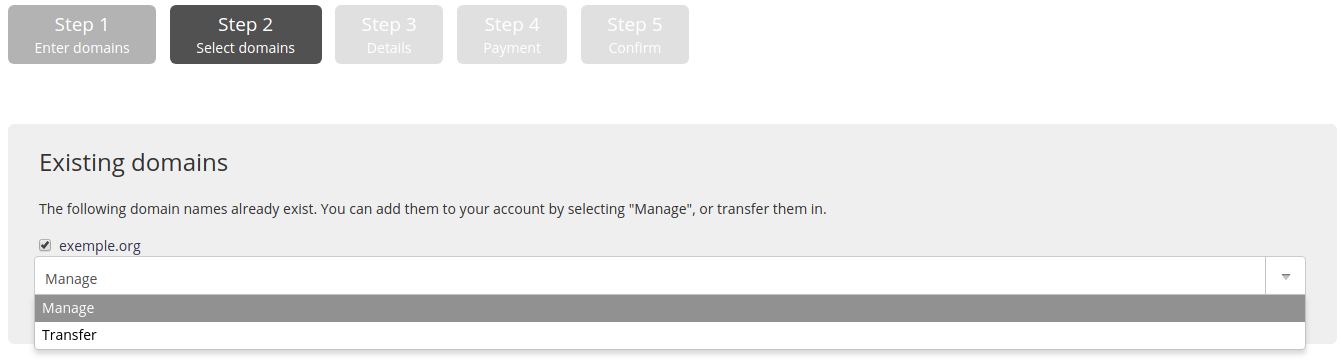 Step 1
Enter domains
Step 2
Select domains
Step 3
Details
Step 4
Payment
Step 5
Confirm
Existing domains
The following domain names already exist. You can add them to your account by selecting "Manage", or transfer them in.
exemple.org
Manage
Manage
Transfer